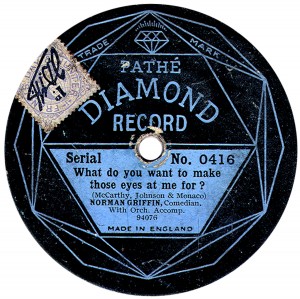 TRADE MARK
PATHÉ
DIAMOND
RECORD
Serial No. 0416
What do you want to make
those eyes at me for?
(McCarthy, Johnson & Monaco)
NORMAN GRIFFIN, Comedian.
With Orch. Accomp.
94076
MADE IN ENGLAND